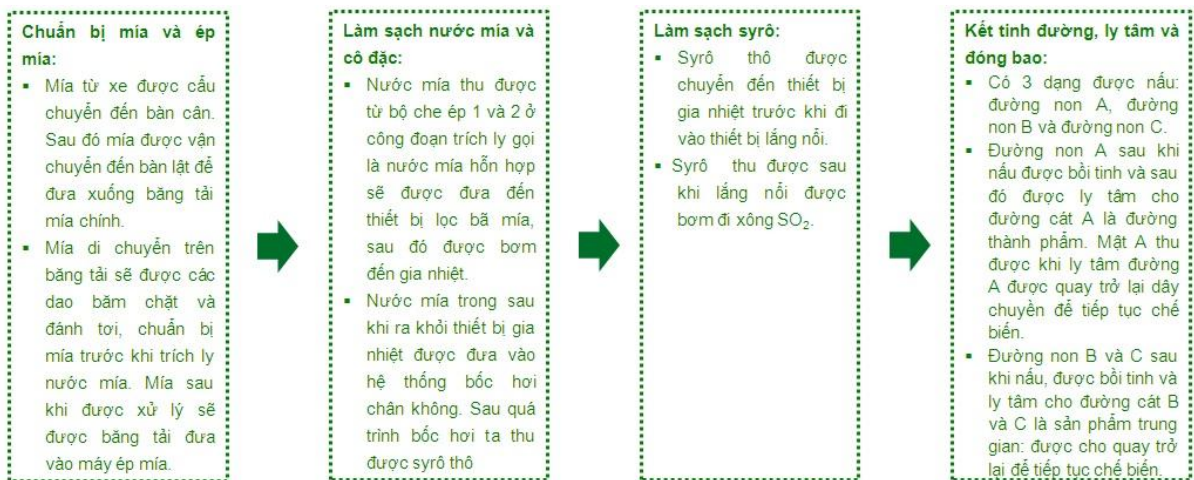 Chuẩn bị mía và ép
mía:
▪ Mía từ xe được cẩu
chuyển đến bàn cân.
Sau đó mía được vận
chuyển đến bàn lật để
đưa xuống băng tải
mía chính.
▪ Mía di chuyển trên
băng tải sẽ được các
dao băm chặt và
đánh tơi, chuẩn bị
mía trước khi trích ly
nước mía. Mía sau
khi được xử lý sẽ
được băng tải đưa
vào máy ép mía.
Làm sạch nước mía và
cô đặc:
▪ Nước mía thu được
từ bộ che ép 1 và 2 ở
công đoạn trích ly gọi
là nước mía hỗn hợp
sẽ được đưa đến
thiết bị lọc bã mía,
sau đó được bơm
đến gia nhiệt.
▪ Nước mía trong sau
khi ra khỏi thiết bị gia
nhiệt được đưa vào
hệ thống bốc hơi
chân không. Sau quá
trình bốc hơi ta thu
được syrô thô
Làm sạch syrô:
▪ Syrô thô được
chuyển đến thiết bị
gia nhiệt trước khi đi
vào thiết bị lắng nổi.
▪ Syrô thu được sau
khi lắng nổi được
bơm đi xông SO₂.
Kết tinh đường, ly tâm và
đóng bao:
▪ Có 3 dạng được nấu:
đường non A, đường
non B và đường non C.
▪ Đường non A sau khi
nấu được bồi tinh và sau
đó được ly tâm cho
đường cát A là đường
thành phẩm. Mật A thu
được khi ly tâm đường
A được quay trở lại dây
chuyền để tiếp tục chế
biến.
▪ Đường non B và C sau
khi nấu, được bồi tinh và
ly tâm cho đường cát B
và C là sản phẩm trung
gian: được cho quay trở
lại để tiếp tục chế biến.